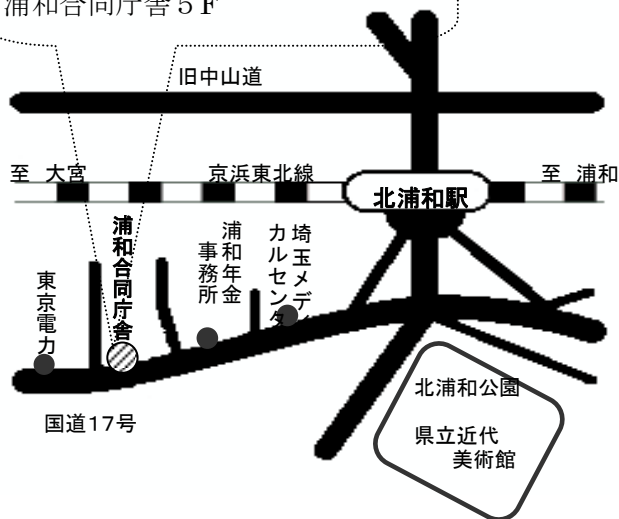 浦和合同庁舎５Ｆ
旧中山道
至 大宮
京浜東北線
至 浦和
北浦和駅
埼玉メディ
カルセンタ
浦和年金
事務所
浦和合同庁舎
東京電力
国道17号
北浦和公園
県立近代
美術館